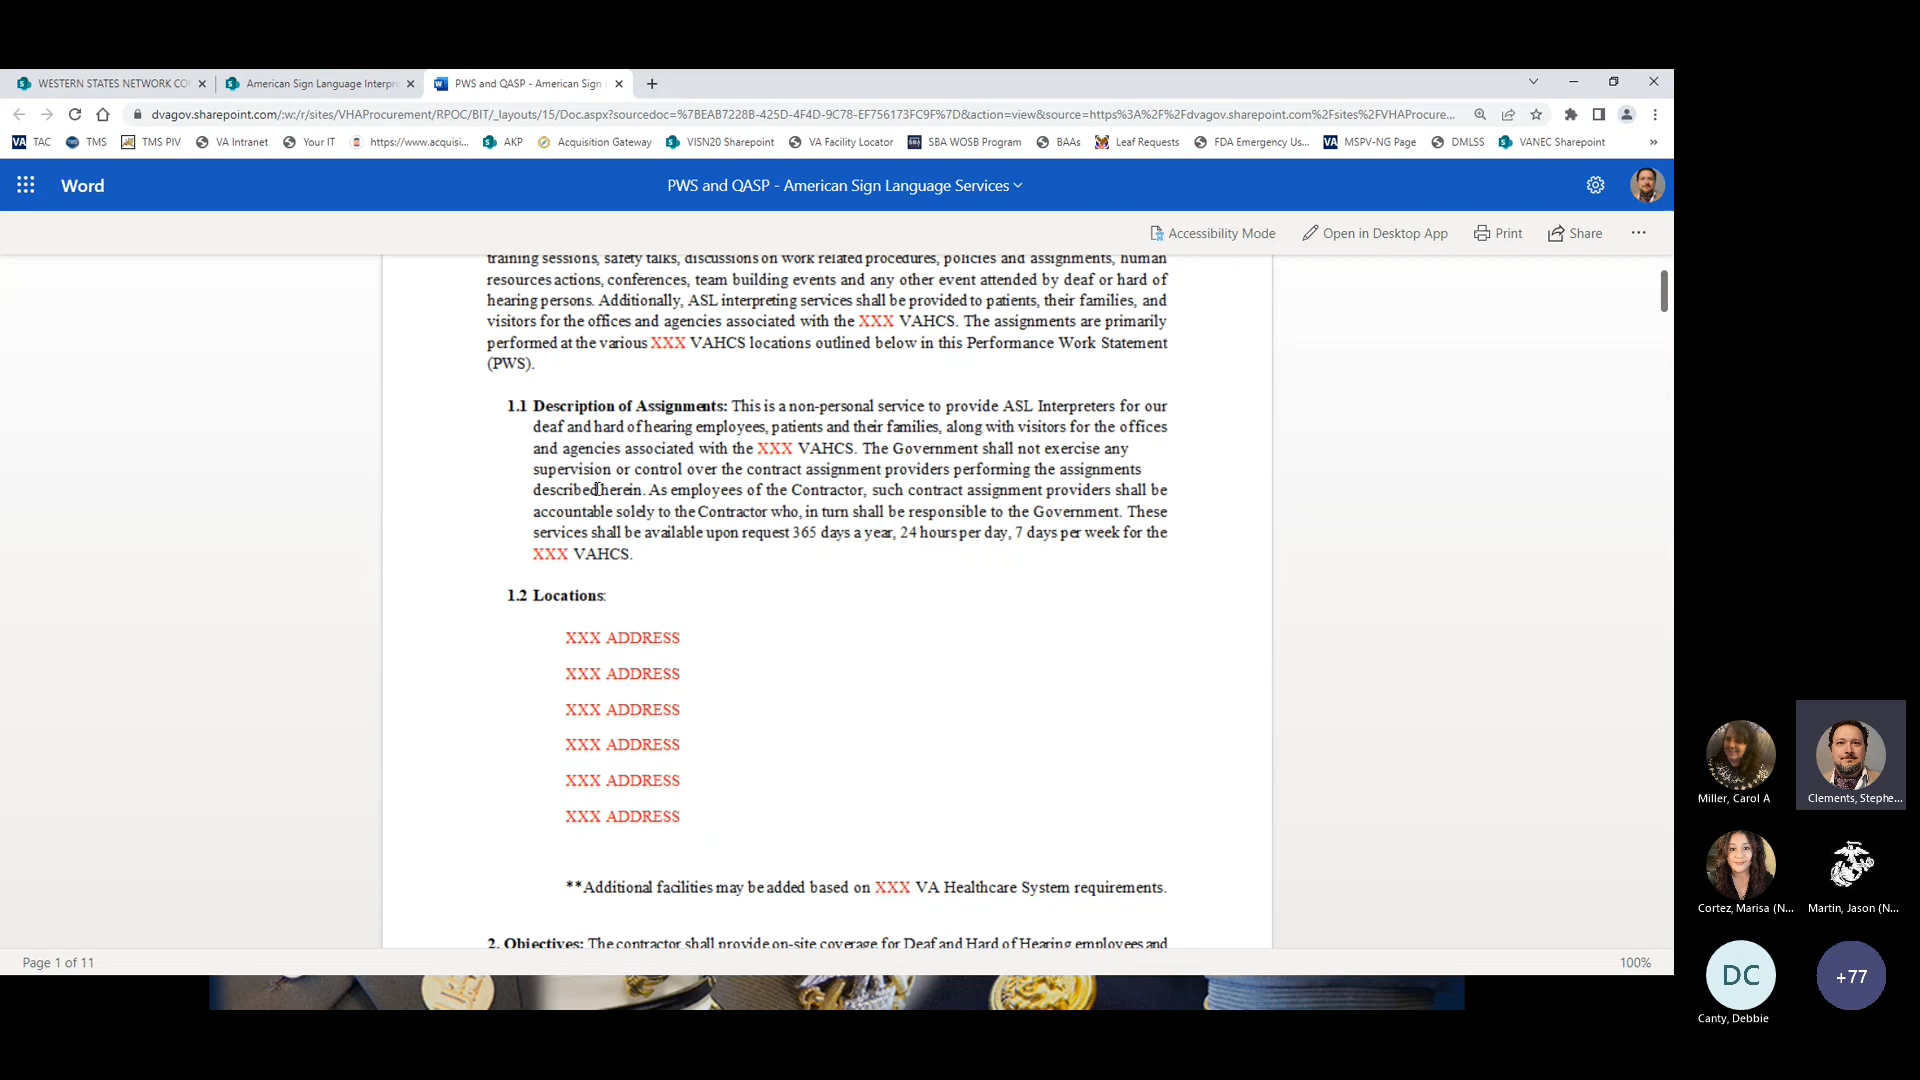 WESTERN STATES NETWORK CO
American Sign Language Interpre
PWS and QASP - American Sign
dvagov.sharepoint.com/:w:/r/sites/VHAProcurement/RPOC/BIT/_layouts/15/Doc.aspx?sourcedoc=%7BEAB7228B-425D-4F4D-9C78-EF756173FC9F%7D&action=view&source=https%3A%2F%2Fdvagov.sharepoint.com%2Fsites%2FVHAProcure...
VA TAC TMS TMS PIV VA Intranet Your IT https://www.acquisi... AKP Acquisition Gateway VISN20 Sharepoint VA Facility Locator SBA WOSB Program BAAs Leaf Requests FDA Emergency Us... VA MSPV-NG Page DMLSS VANEC Sharepoint »
Word
PWS and QASP - American Sign Language Services
Accessibility Mode Open in Desktop App Print Share ...
training sessions, safety talks, discussions on work related procedures, policies and assignments, human
resources actions, conferences, team building events and any other event attended by deaf or hard of
hearing persons. Additionally, ASL interpreting services shall be provided to patients, their families, and
visitors for the offices and agencies associated with the XXX VAHCS. The assignments are primarily
performed at the various XXX VAHCS locations outlined below in this Performance Work Statement
(PWS).
1.1 Description of Assignments: This is a non-personal service to provide ASL Interpreters for our
deaf and hard of hearing employees, patients and their families, along with visitors for the offices
and agencies associated with the XXX VAHCS. The Government shall not exercise any
supervision or control over the contract assignment providers performing the assignments
described herein. As employees of the Contractor, such contract assignment providers shall be
accountable solely to the Contractor who, in turn shall be responsible to the Government. These
services shall be available upon request 365 days a year, 24 hours per day, 7 days per week for the
XXX VAHCS.
1.2 Locations:
XXX ADDRESS
XXX ADDRESS
XXX ADDRESS
XXX ADDRESS
XXX ADDRESS
XXX ADDRESS
**Additional facilities may be added based on XXX VA Healthcare System requirements.
2. Objectives: The contractor shall provide on-site coverage for Deaf and Hard of Hearing employees and
Page 1 of 11
100%
Miller, Carol A
Clements, Stephe...
Cortez, Marisa (N...
Martin, Jason (N...
DC
Canty, Debbie
+77